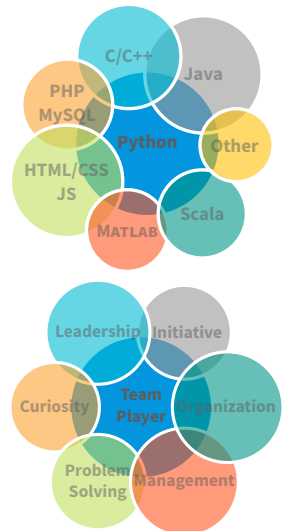 C/C++
Java
PHP
MySQL
Python
Other
HTML/CSS
JS
Scala
MATLAB
Leadership
Initiative
Team
Player
Curiosity
Organization
Problem
Solving
Management